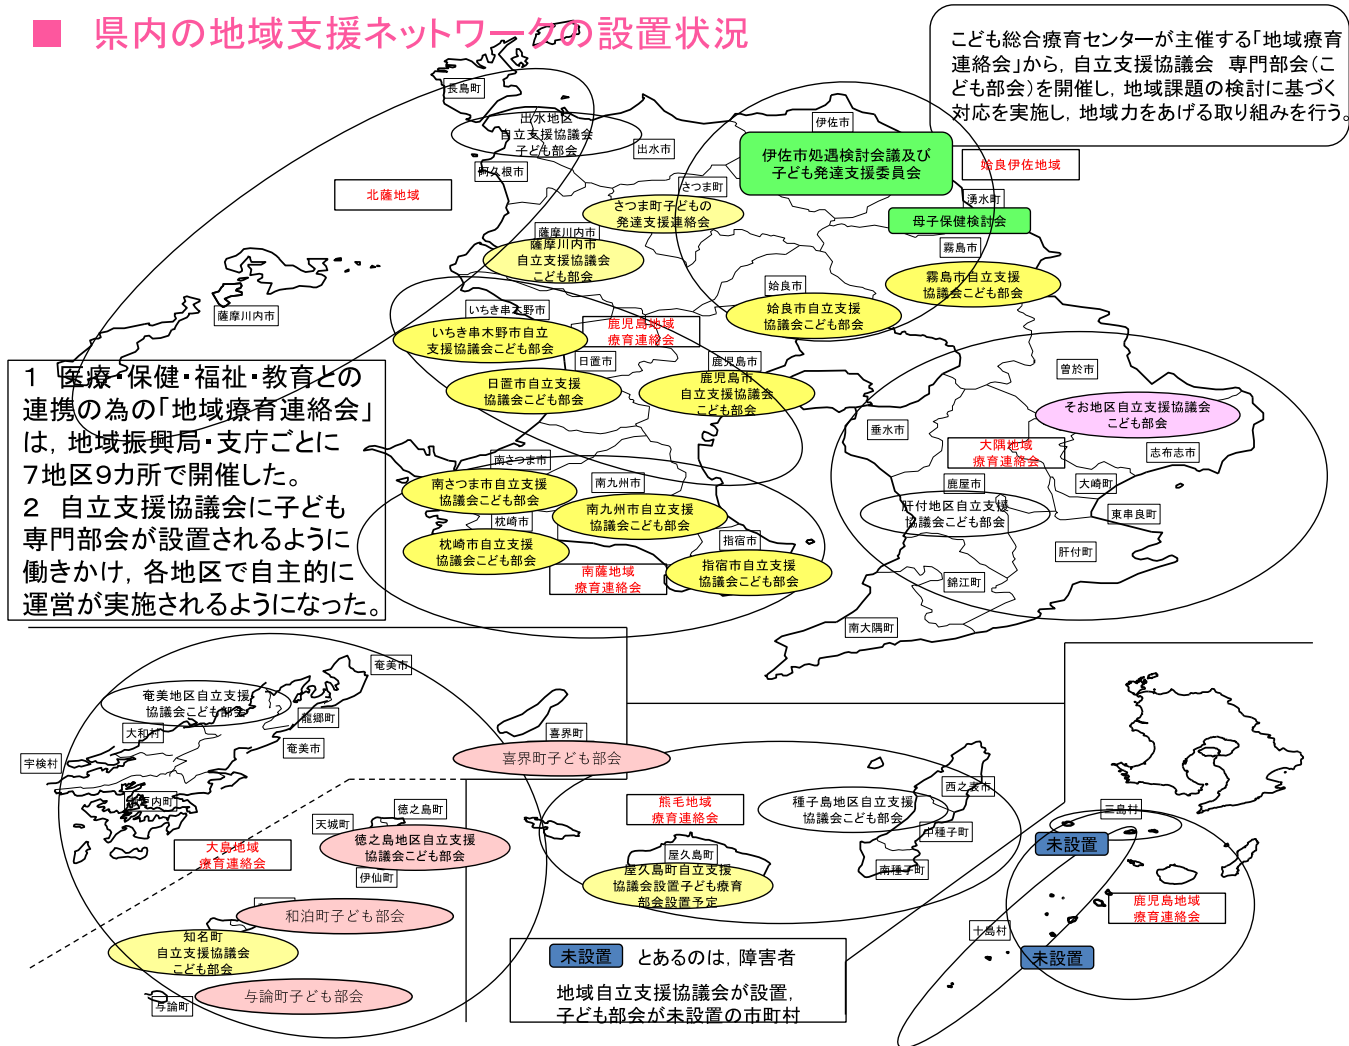 ■ 県内の地域支援ネットワークの設置状況
こども総合療育センターが主催する｢地域療育
連絡会｣から，自立支援協議会　専門部会(こ
ども部会)を開催し，地域課題の検討に基づく
対応を実施し，地域力をあげる取り組みを行う。
長島町
出水地区
自立支援協議会
子ども部会
出水市
阿久根市
伊佐市
伊佐市処遇検討会議及び
子ども発達支援委員会
姶良伊佐地域
北薩地域
さつま町
さつま町子どもの
発達支援連絡会
湧水町
母子保健検討会
薩摩川内市
薩摩川内市
自立支援協議会
こども部会
霧島市
霧島市自立支援
協議会こども部会
姶良市
姶良市自立支援
協議会こども部会
薩摩川内市
いちき串木野市
いちき串木野市自立
支援協議会こども部会
鹿児島地域
療育連絡会
日置市
日置市自立支援
協議会こども部会
鹿児島市
鹿児島市
自立支援協議会
こども部会
曽於市
そお地区自立支援協議会
こども部会
垂水市
大隅地域
療育連絡会
志布志市
1　医療・保健・福祉・教育との
連携の為の｢地域療育連絡会｣
は，地域振興局・支庁ごとに
7地区9カ所で開催した。
2　自立支援協議会に子ども
専門部会が設置されるように
働きかけ，各地区で自主的に
運営が実施されるようになった。
南さつま市
南さつま市自立支援
協議会こども部会
南九州市
南九州市自立支援
協議会こども部会
枕崎市
枕崎市自立支援
協議会こども部会
指宿市
指宿市自立支援
協議会こども部会
南薩地域
療育連絡会
鹿屋市
大崎町
肝付地区自立支援
協議会こども部会
東串良町
肝付町
錦江町
南大隅町
奄美市
奄美地区自立支援
協議会こども部会
龍郷町
大和村
奄美市
宇検村
喜界町
喜界町子ども部会
徳之島町
天城町
徳之島地区自立支援
協議会こども部会
大島地域
療育連絡会
伊仙町
和泊町子ども部会
知名町
自立支援協議会
こども部会
与論町子ども部会
与論町
熊毛地域
療育連絡会
種子島地区自立支援
協議会こども部会
西之表市
中種子町
南種子町
屋久島町
屋久島町自立支援
協議会設置子ども療育
部会設置予定
三島村
未設置
鹿児島地域
療育連絡会
十島村
未設置
未設置　とあるのは，障害者
地域自立支援協議会が設置，
子ども部会が未設置の市町村